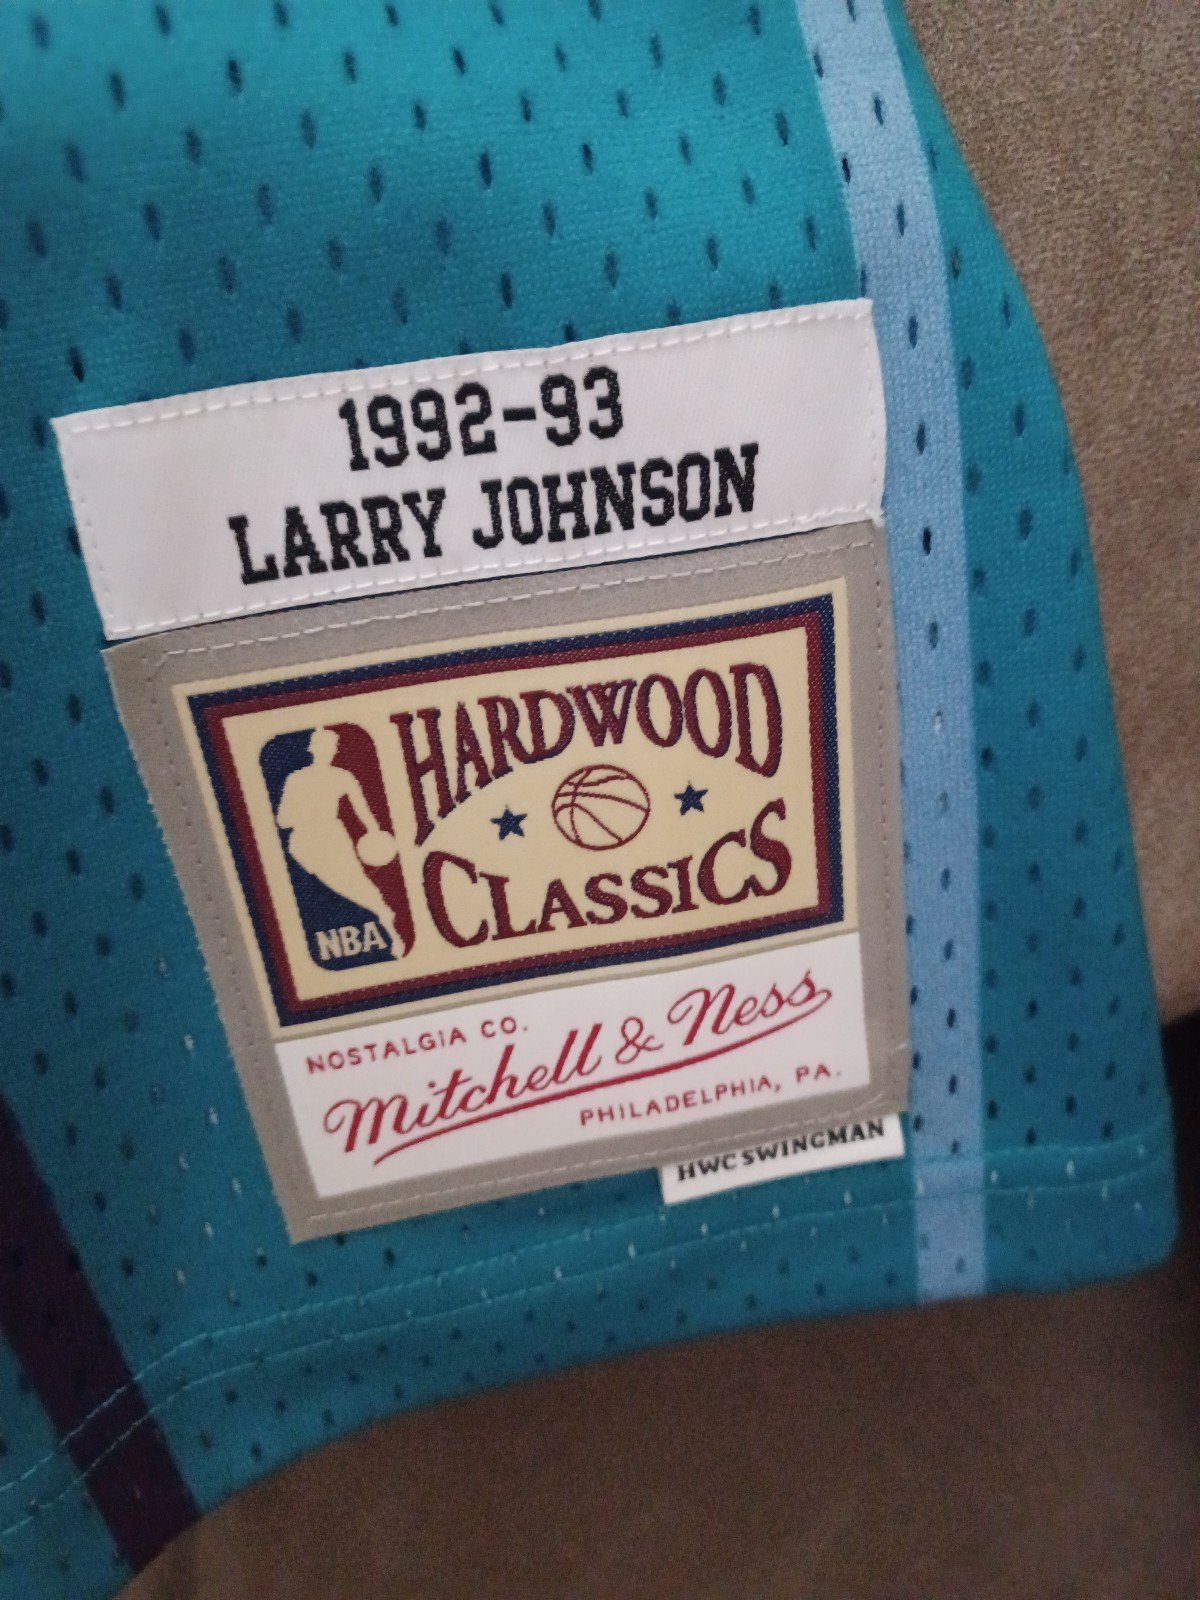 1992-93
LARRY JOHNSON
HARDWOOD
CLASSICS
NBA
NOSTALGIA CO.
Mitchell & Ness
PHILADELPHIA, PA.
HWC SWINGMAN